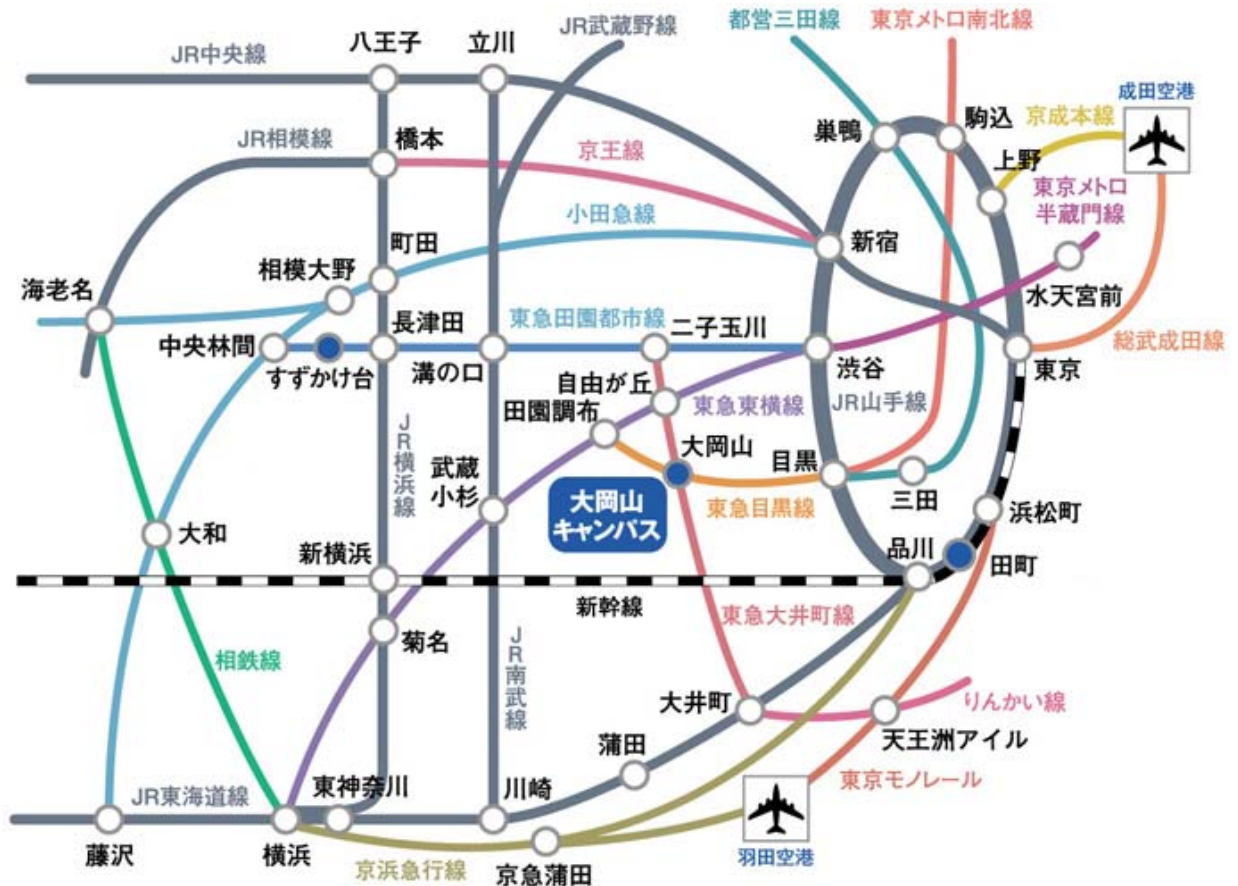 都営三田線
東京メトロ南北線
JR武蔵野線
八王子
立川
JR中央線
成田空港
京成本線
駒込
巣鴨
JR相模線
橋本
京王線
上野
東京メトロ
半蔵門線
小田急線
町田
新宿
相模大野
海老名
水天宮前
長津田
東急田園都市線
二子玉川
中央林間
総武成田線
すずかけ台
溝の口
渋谷
東京
自由が丘
東急東横線
JR山手線
田園調布
大岡山
目黒
JR横浜線
武蔵
小杉
大岡山
キャンバス
東急目黒線
三田
浜松町
大和
新横浜
品川
田町
新幹線
東急大井町線
菊名
JR南武線
相鉄線
大井町
りんかい線
天王洲アイル
蒲田
東京モノレール
東神奈川
川崎
JR東海道線
藤沢
横浜
京浜急行線
京急蒲田
羽田空港